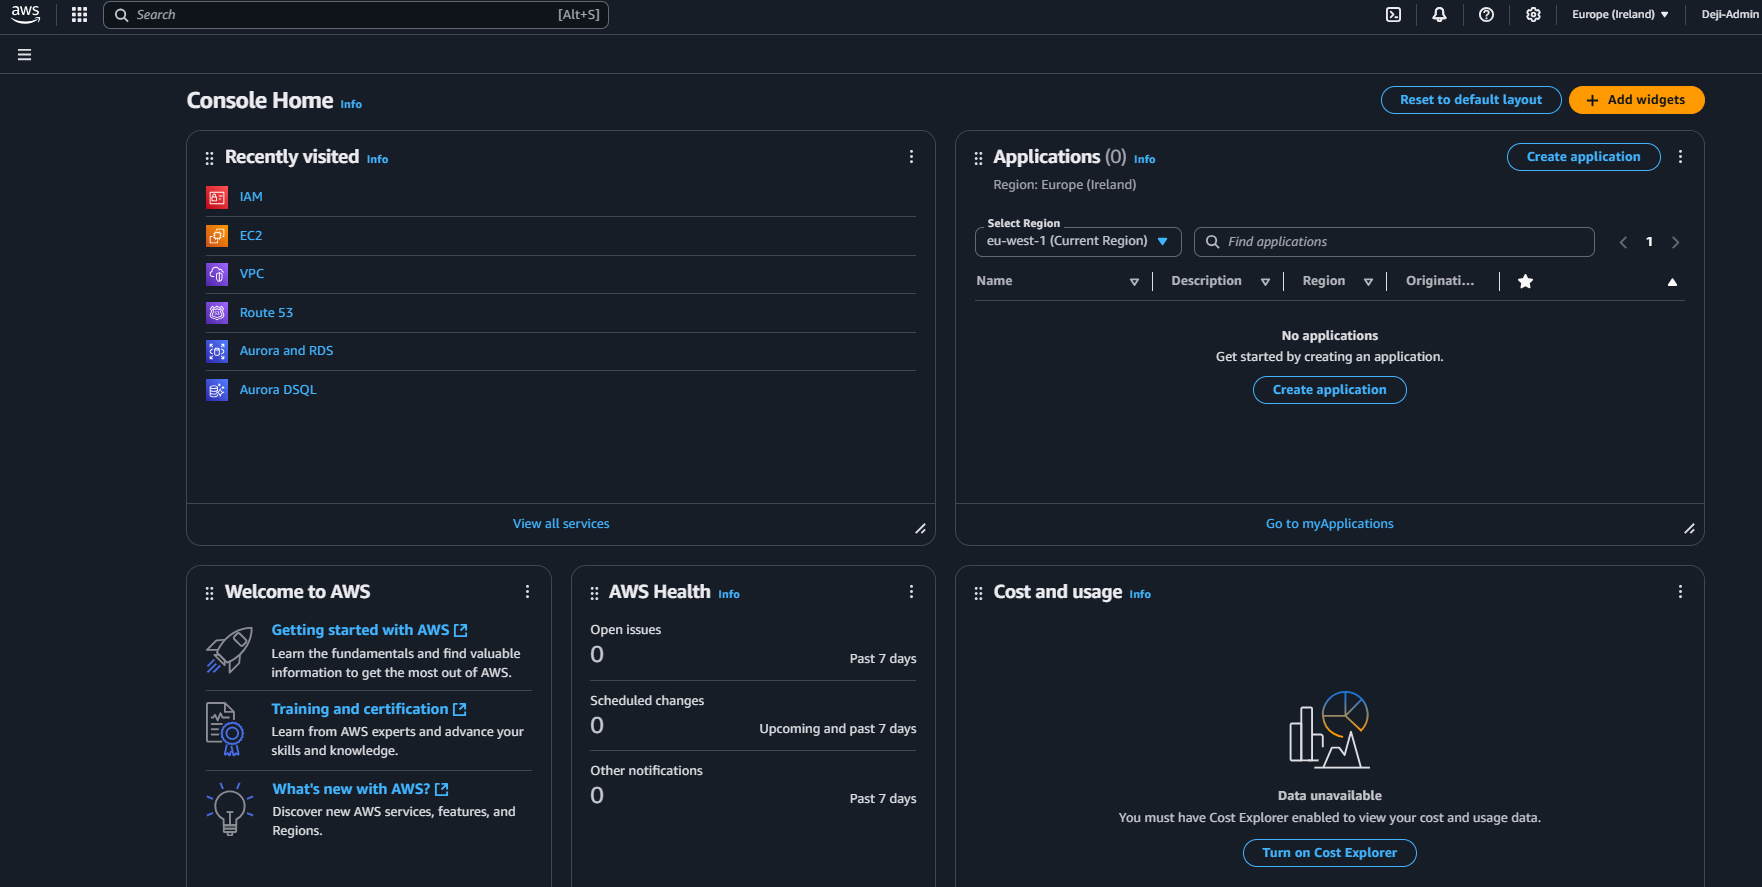 aws
Search
[Alt+S]
Europe (Ireland)
Deji-Admin
Console Home Info
Reset to default layout
Add widgets
Recently visited Info
IAM
EC2
VPC
Route 53
Aurora and RDS
Aurora DSQL
View all services
Applications (0) Info
Create application
Region: Europe (Ireland)
Select Region
eu-west-1 (Current Region)
Find applications
1
Name Description Region Originati...
No applications
Get started by creating an application.
Create application
Go to myApplications
Welcome to AWS
Getting started with AWS
Learn the fundamentals and find valuable
information to get the most out of AWS.
Training and certification
Learn from AWS experts and advance your
skills and knowledge.
What's new with AWS?
Discover new AWS services, features, and
Regions.
AWS Health Info
Open issues
0
Past 7 days
Scheduled changes
0
Upcoming and past 7 days
Other notifications
0
Past 7 days
Cost and usage Info
Data unavailable
You must have Cost Explorer enabled to view your cost and usage data.
Turn on Cost Explorer